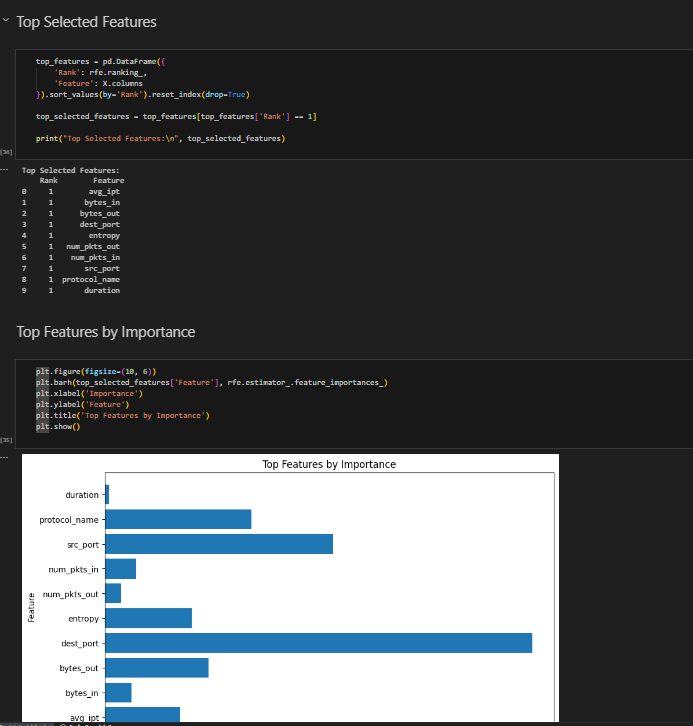 Top Selected Features
top_features = pd.DataFrame({
'Rank': rfe.ranking_,
'Feature': X.columns
}).sort_values(by='Rank').reset_index(drop=True)
top_selected_features = top_features[top_features['Rank'] == 1]
print("Top Selected Features:\n", top_selected_features)
[34]
Top Selected Features:
Rank Feature
0 1 avg_ipt
1 1 bytes_in
2 1 bytes_out
3 1 dest_port
4 1 entropy
5 1 num_pkts_out
6 1 num_pkts_in
7 1 src_port
8 1 protocol_name
9 1 duration
Top Features by Importance
plt.figure(figsize=(10, 6))
plt.barh(top_selected_features['Feature'], rfe.estimator_.feature_importances_)
plt.xlabel('Importance')
plt.ylabel('Feature')
plt.title('Top Features by Importance')
plt.show()
[35]
Top Features by Importance
duration
protocol_name
src_port
num_pkts_in
num_pkts_out
Feature
entropy
dest_port
bytes_out
bytes_in
avg_ipt